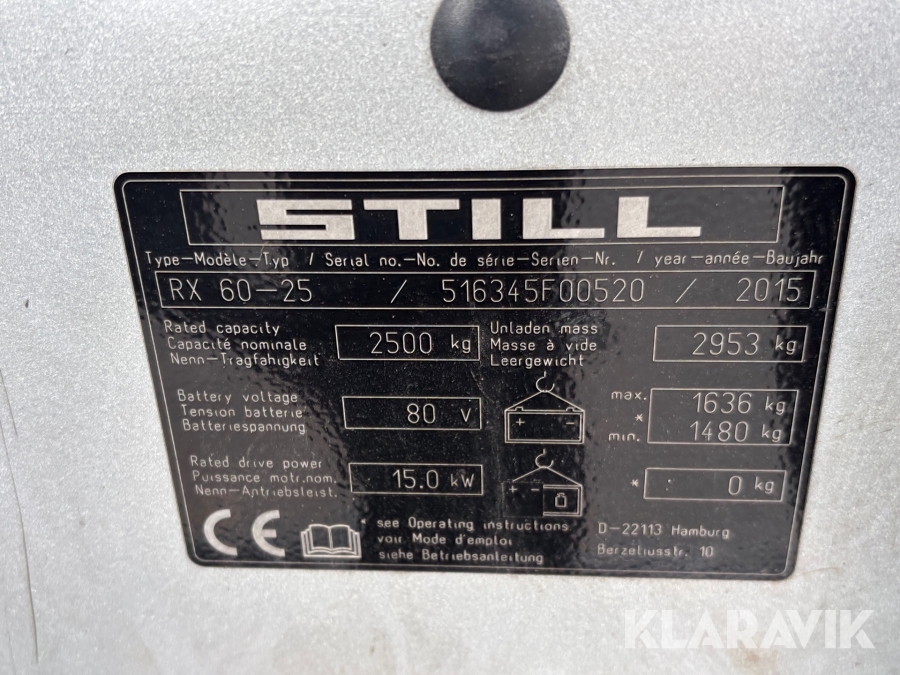 STILL
Type-Modèle-Typ / Serial no.-No. de série-Serien-Nr. / year-année-Baujahr
RX 60-25 / 516345F00520 / 2015
Rated capacity
Capacité nominale
Nenn-Tragfähigkeit
2500 kg
Unladen mass
Masse à vide
Leergewicht
2953 kg
Battery voltage
Tension batterie
Batteriespannung
80 V
+ -
max. 1636 kg
*
min. 1480 kg
Rated drive power
Puissance motr.nom.
Nenn-Antriebsleist.
15.0 kW
+ -
* 0 kg
CE
see Operating instructions
voir Mode d'emploi
siehe Betriebsanleitung
D-22113 Hamburg
Berzeliusstr. 10
KLARAVIK